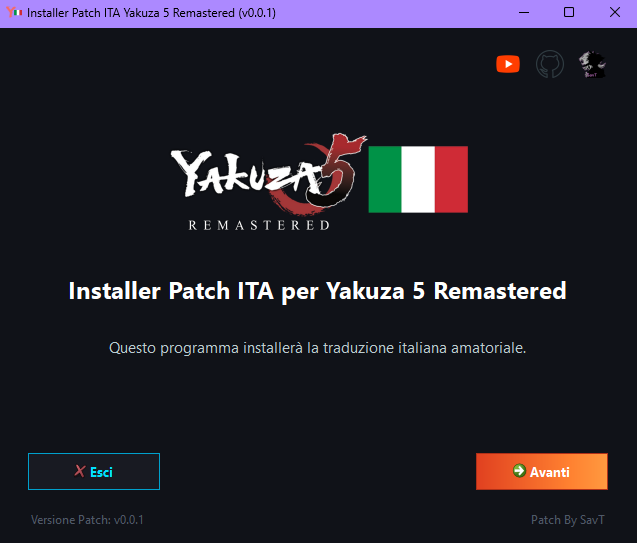 Installer Patch ITA Yakuza 5 Remastered (v0.0.1)
YAKUZA 5
REMASTERED
Installer Patch ITA per Yakuza 5 Remastered
Questo programma installerà la traduzione italiana amatoriale.
Esci
Avanti
Versione Patch: v0.0.1
Patch By SavT